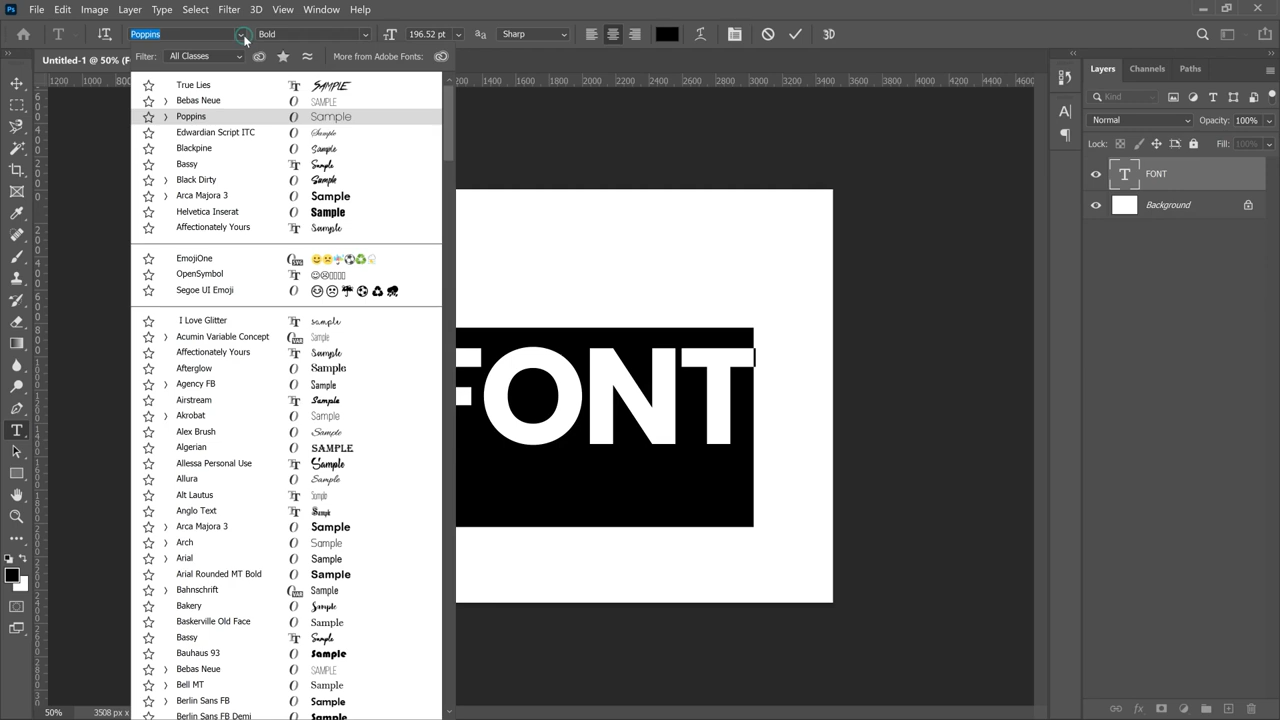 Ps File Edit Image Layer Type Select Filter 3D View Window Help
Poppins Bold 196.52 pt Sharp 3D
Filter: All Classes More from Adobe Fonts:
Untitled-1 @ 50%
True Lies SAMPLE
Bebas Neue SAMPLE
Poppins Sample
Edwardian Script ITC Sample
Blackpine Sample
Bassy Sample
Black Dirty Sample
Arca Majora 3 Sample
Helvetica Inserat Sample
Affectionately Yours Sample
EmojiOne
OpenSymbol
Segoe UI Emoji
I Love Glitter sample
Acumin Variable Concept Sample
Affectionately Yours Sample
Afterglow Sample
Agency FB Sample
Airstream Sample
Akrobat Sample
Alex Brush Sample
Algerian SAMPLE
Allessa Personal Use Sample
Allura Sample
Alt Lautus Sample
Anglo Text Sample
Arca Majora 3 Sample
Arch Sample
Arial Sample
Arial Rounded MT Bold Sample
Bahnschrift Sample
Bakery Sample
Baskerville Old Face Sample
Bassy Sample
Bauhaus 93 Sample
Bebas Neue SAMPLE
Bell MT Sample
Berlin Sans FB Sample
Berlin Sans FB Demi Sample
1200 1000 800 600
1400 1600 1800 2000 2200 2400 2600 2800 3000 3200 3400 3600 3800 4000 4200 4400 4600
FONT
Layers Channels Paths
Kind
Normal Opacity: 100%
Lock: Fill: 100%
FONT
Background
50% 3508 px